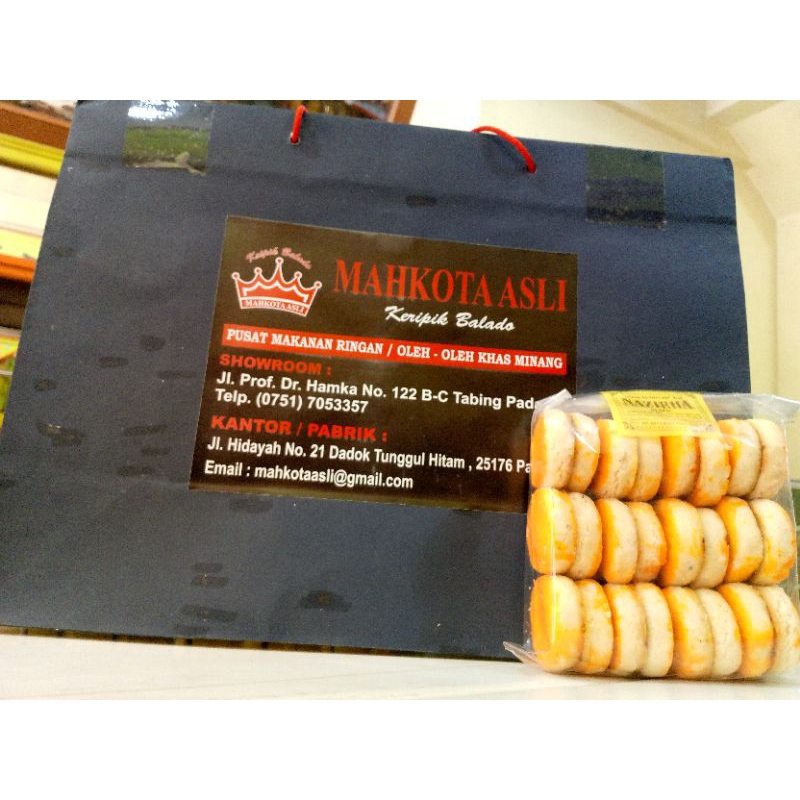 Keripik Balado
MAHKOTA ASLI
MAHKOTA ASLI
Keripik Balado
PUSAT MAKANAN RINGAN / OLEH - OLEH KHAS MINANG
SHOWROOM :
Jl. Prof. Dr. Hamka No. 122 B-C Tabing Pad
Telp. (0751) 7053357
KANTOR / PABRIK :
Jl. Hidayah No. 21 Dadok Tunggul Hitam , 25176 Pa
Email : mahkotaasli@gmail.com
NAZIRHA